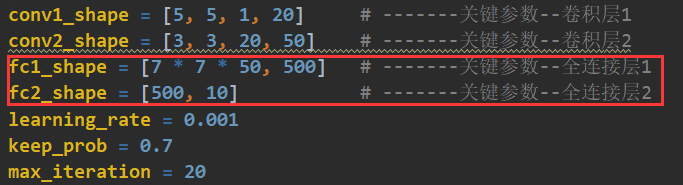 conv1_shape = [5, 5, 1, 20] # -------关键参数--卷积层1
conv2_shape = [3, 3, 20, 50] # -------关键参数--卷积层2
fc1_shape = [7 * 7 * 50, 500] # -------关键参数--全连接层1
fc2_shape = [500, 10] # -------关键参数--全连接层2
learning_rate = 0.001
keep_prob = 0.7
max_iteration = 20